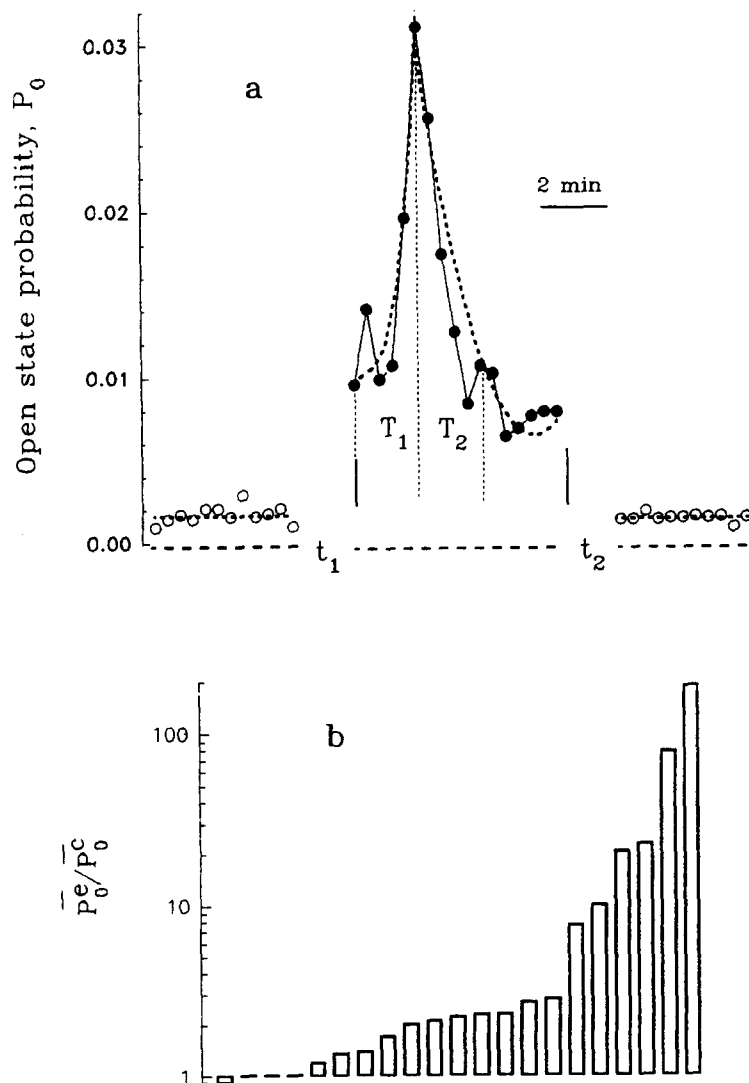 0.03
a
2 min
0.02
Open state probability, P₀
0.01
T₁ T₂
0.00
t₁ t₂
b
100
P₀ᵉ/P₀ᶜ
10
1